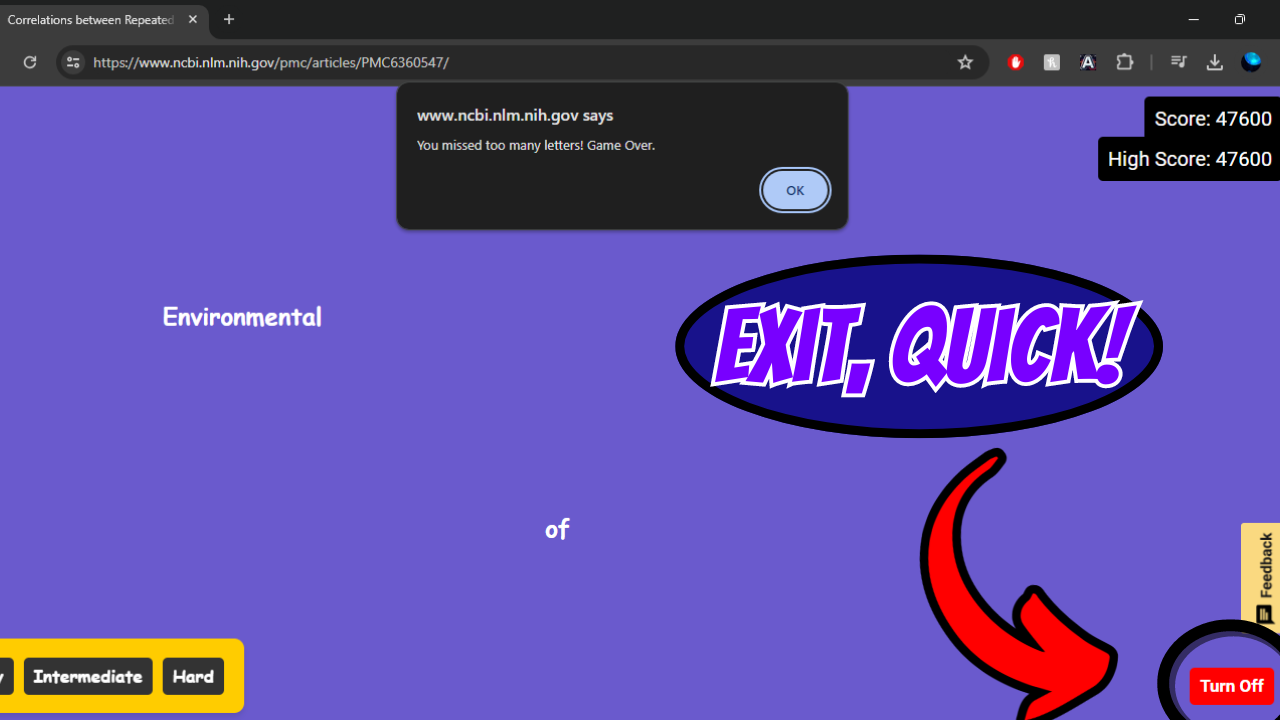 Correlations between Repeated
https://www.ncbi.nlm.nih.gov/pmc/articles/PMC6360547/
www.ncbi.nlm.nih.gov says
You missed too many letters! Game Over.
OK
Score: 47600
High Score: 47600
Environmental
EXIT, QUICK!
of
Feedback
y
Intermediate
Hard
Turn Off